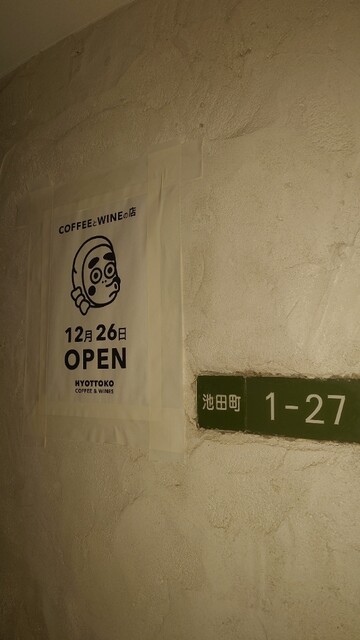 COFFEEとWINEの店
12月26日
OPEN
HYOTTOKO
COFFEE & WINES
池田町 1-27